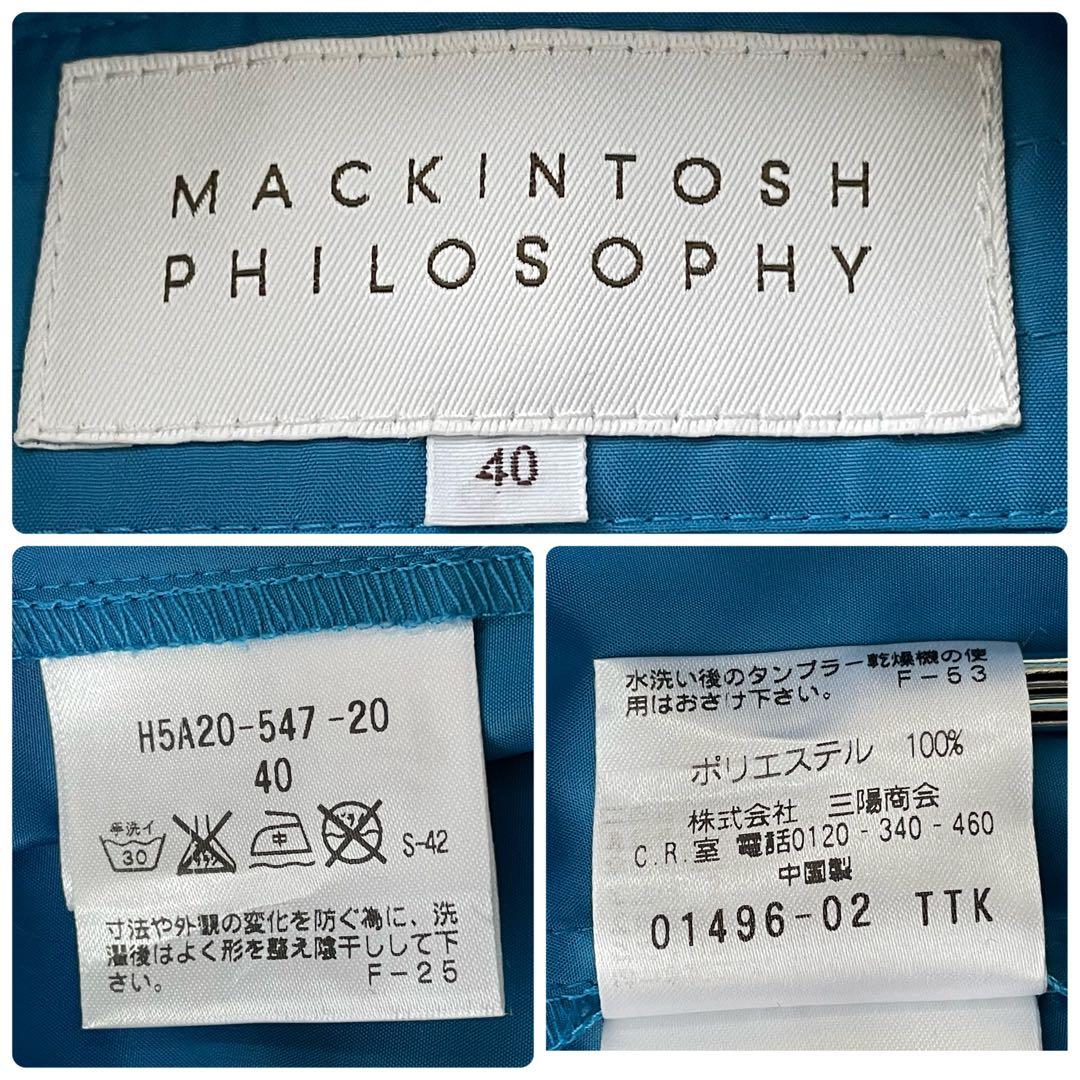 MACKINTOSH
PHILOSOPHY
40
H5A20-547-20
40
手洗イ
30
中
S-42
寸法や外観の変化を防ぐ為に、洗
濯後はよく形を整え陰干しして下
さい。 F-25
水洗い後のタンブラー乾燥機の使
用はおさけ下さい。 F-53
ポリエステル 100%
株式会社 三陽商会
C.R.室 電話0120-340-460
中国製
01496-02 TTK